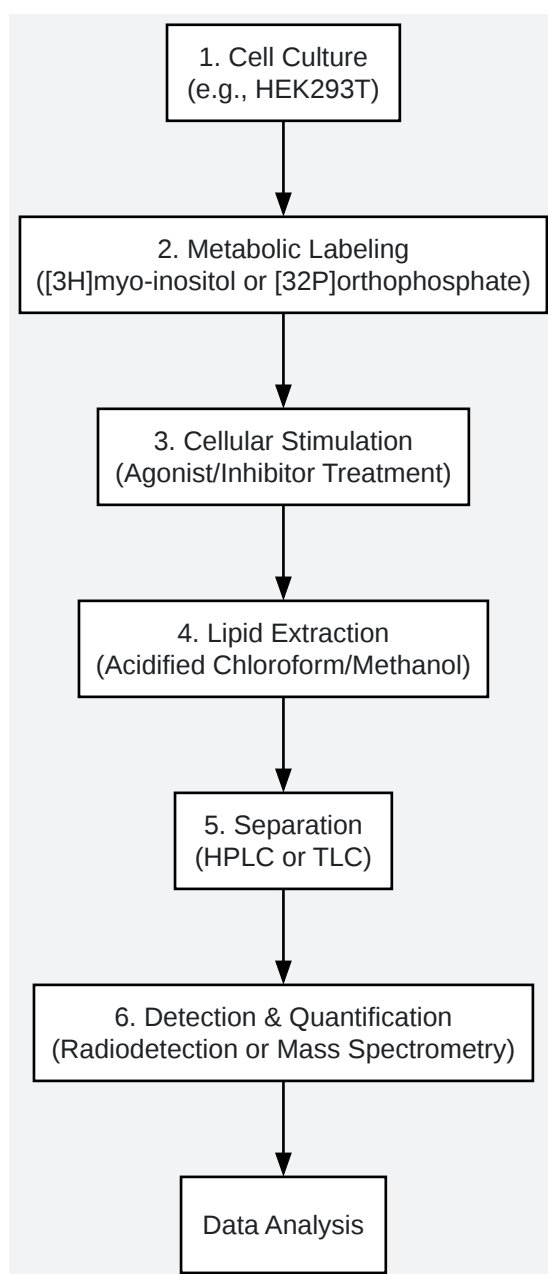 1. Cell Culture
(e.g., HEK293T)
2. Metabolic Labeling
([3H]myo-inositol or [32P]orthophosphate)
3. Cellular Stimulation
(Agonist/Inhibitor Treatment)
4. Lipid Extraction
(Acidified Chloroform/Methanol)
5. Separation
(HPLC or TLC)
6. Detection & Quantification
(Radiodetection or Mass Spectrometry)
Data Analysis